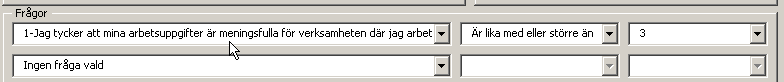 Frågor
1-Jag tycker att mina arbetsuppgifter är meningsfulla för verksamheten där jag arbet Är lika med eller större än 3
Ingen fråga vald